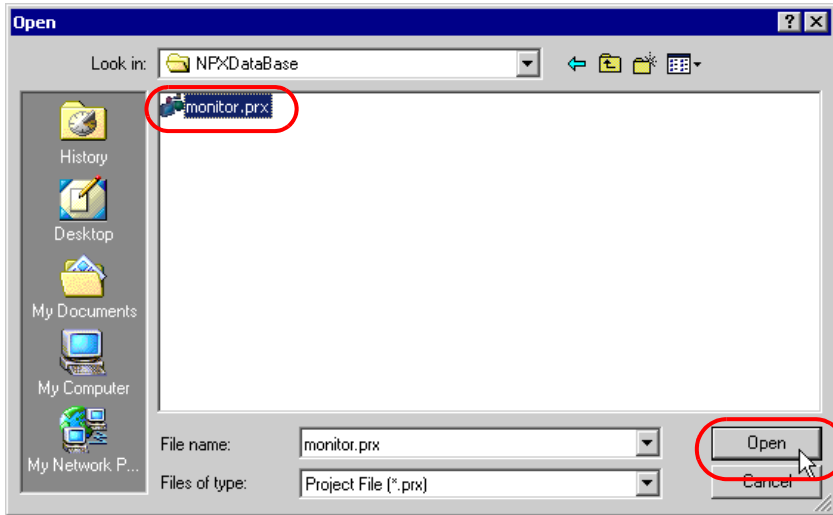 Open
Look in: NPXDataBase
monitor.prx
History
Desktop
My Documents
My Computer
My Network P...
File name: monitor.prx Open
Files of type: Project File (*.prx) Cancel